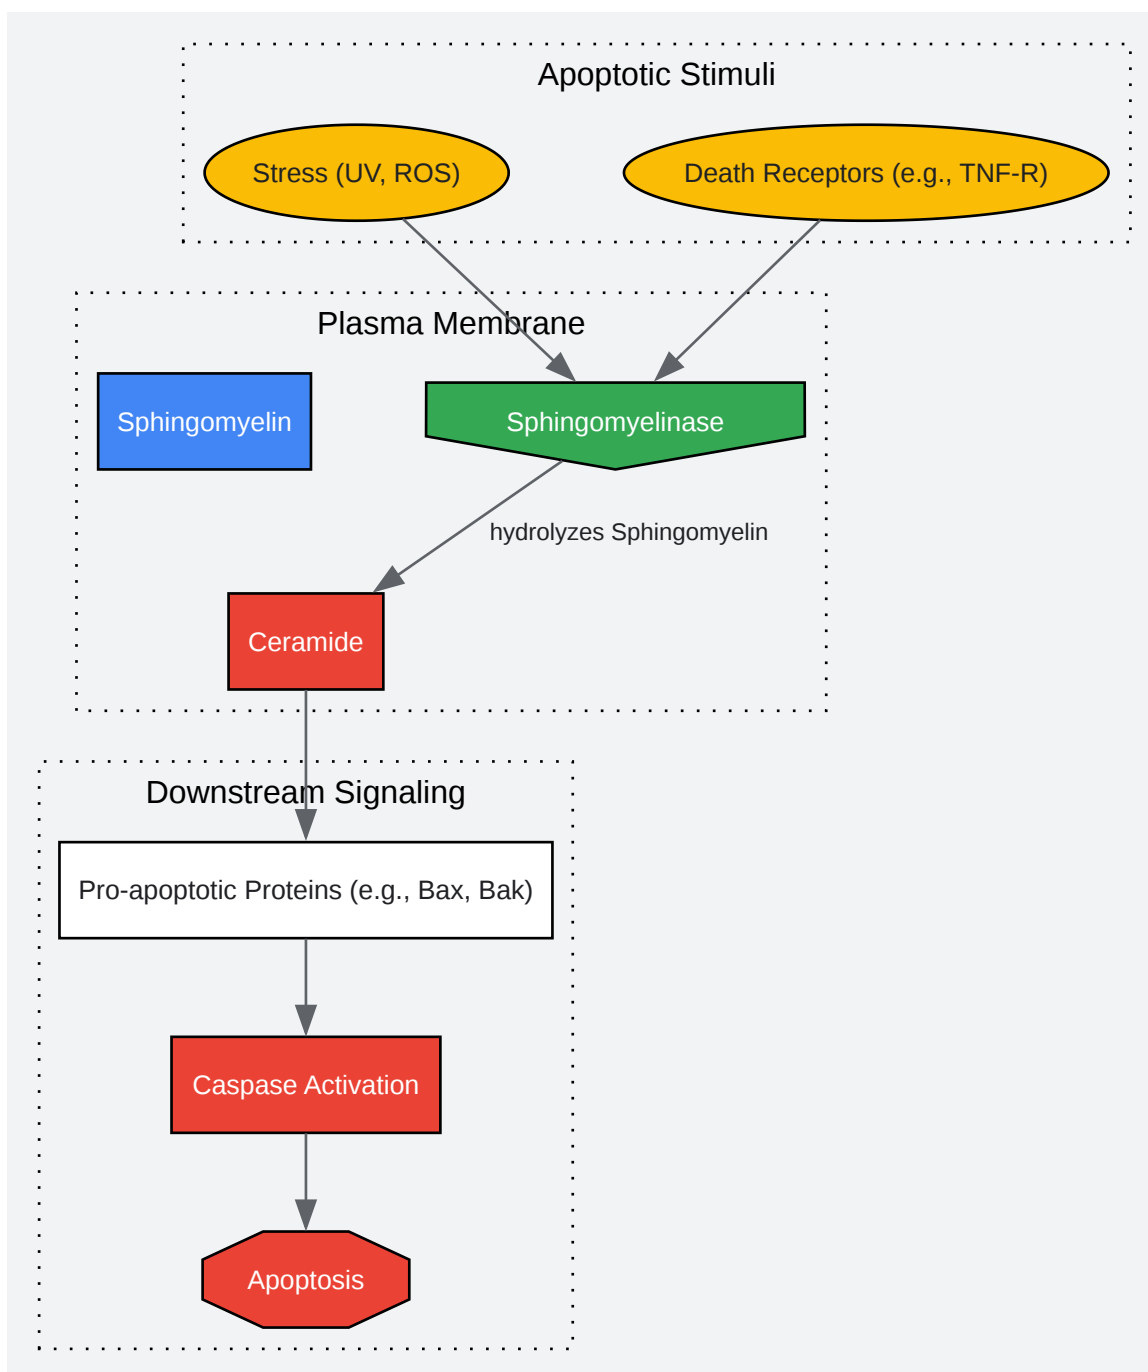 Apoptotic Stimuli
Stress (UV, ROS)
Death Receptors (e.g., TNF-R)
Plasma Membrane
Sphingomyelin
Sphingomyelinase
hydrolyzes Sphingomyelin
Ceramide
Downstream Signaling
Pro-apoptotic Proteins (e.g., Bax, Bak)
Caspase Activation
Apoptosis